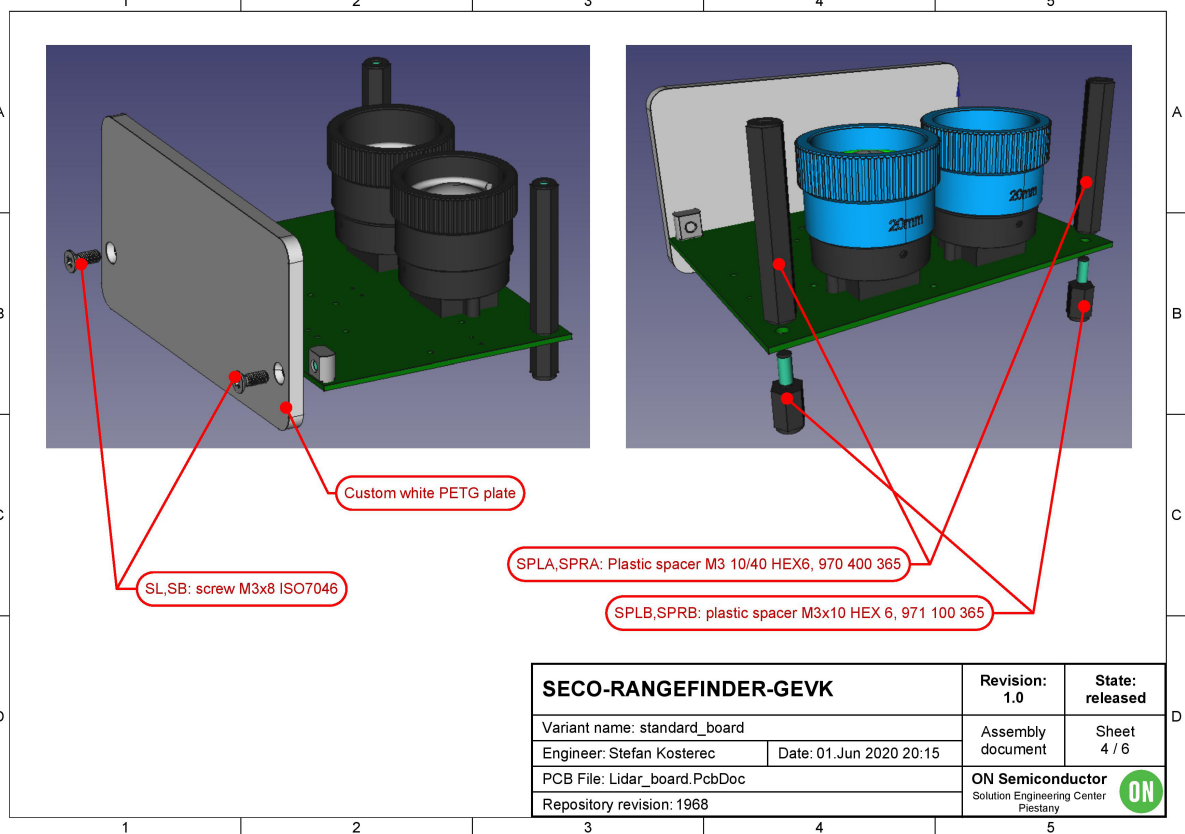 1 2 3 4 5
A A
20mm 20mm
B B
Custom white PETG plate
C C
SPLA,SPRA: Plastic spacer M3 10/40 HEX6, 970 400 365
SL,SB: screw M3x8 ISO7046
SPLB,SPRB: plastic spacer M3x10 HEX 6, 971 100 365
SECO-RANGEFINDER-GEVK
Revision:
1.0
State:
released
D D
Variant name: standard_board
Assembly
document
Sheet
4 / 6
Engineer: Stefan Kosterec
Date: 01.Jun 2020 20:15
PCB File: Lidar_board.PcbDoc
Repository revision: 1968
ON Semiconductor
Solution Engineering Center
Piestany
ON
1 2 3 4 5